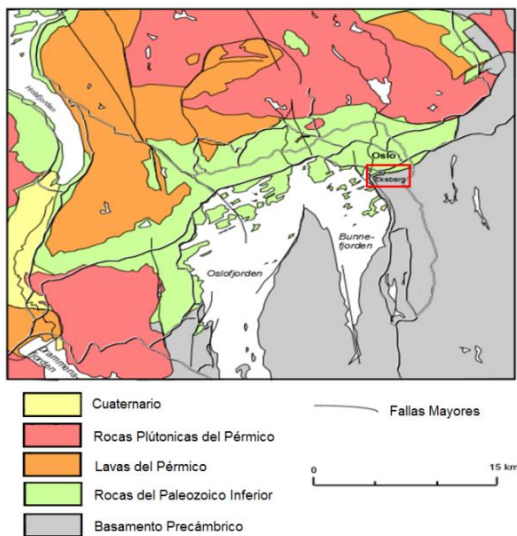 Holsfjorden
Oslo
Ekeberg
Bunne-
fjorden
Oslofjorden
Drammens-
fjorden
Cuaternario
Rocas Plútonicas del Pérmico
Lavas del Pérmico
Rocas del Paleozoico Inferior
Basamento Precámbrico
Fallas Mayores
0
15 km